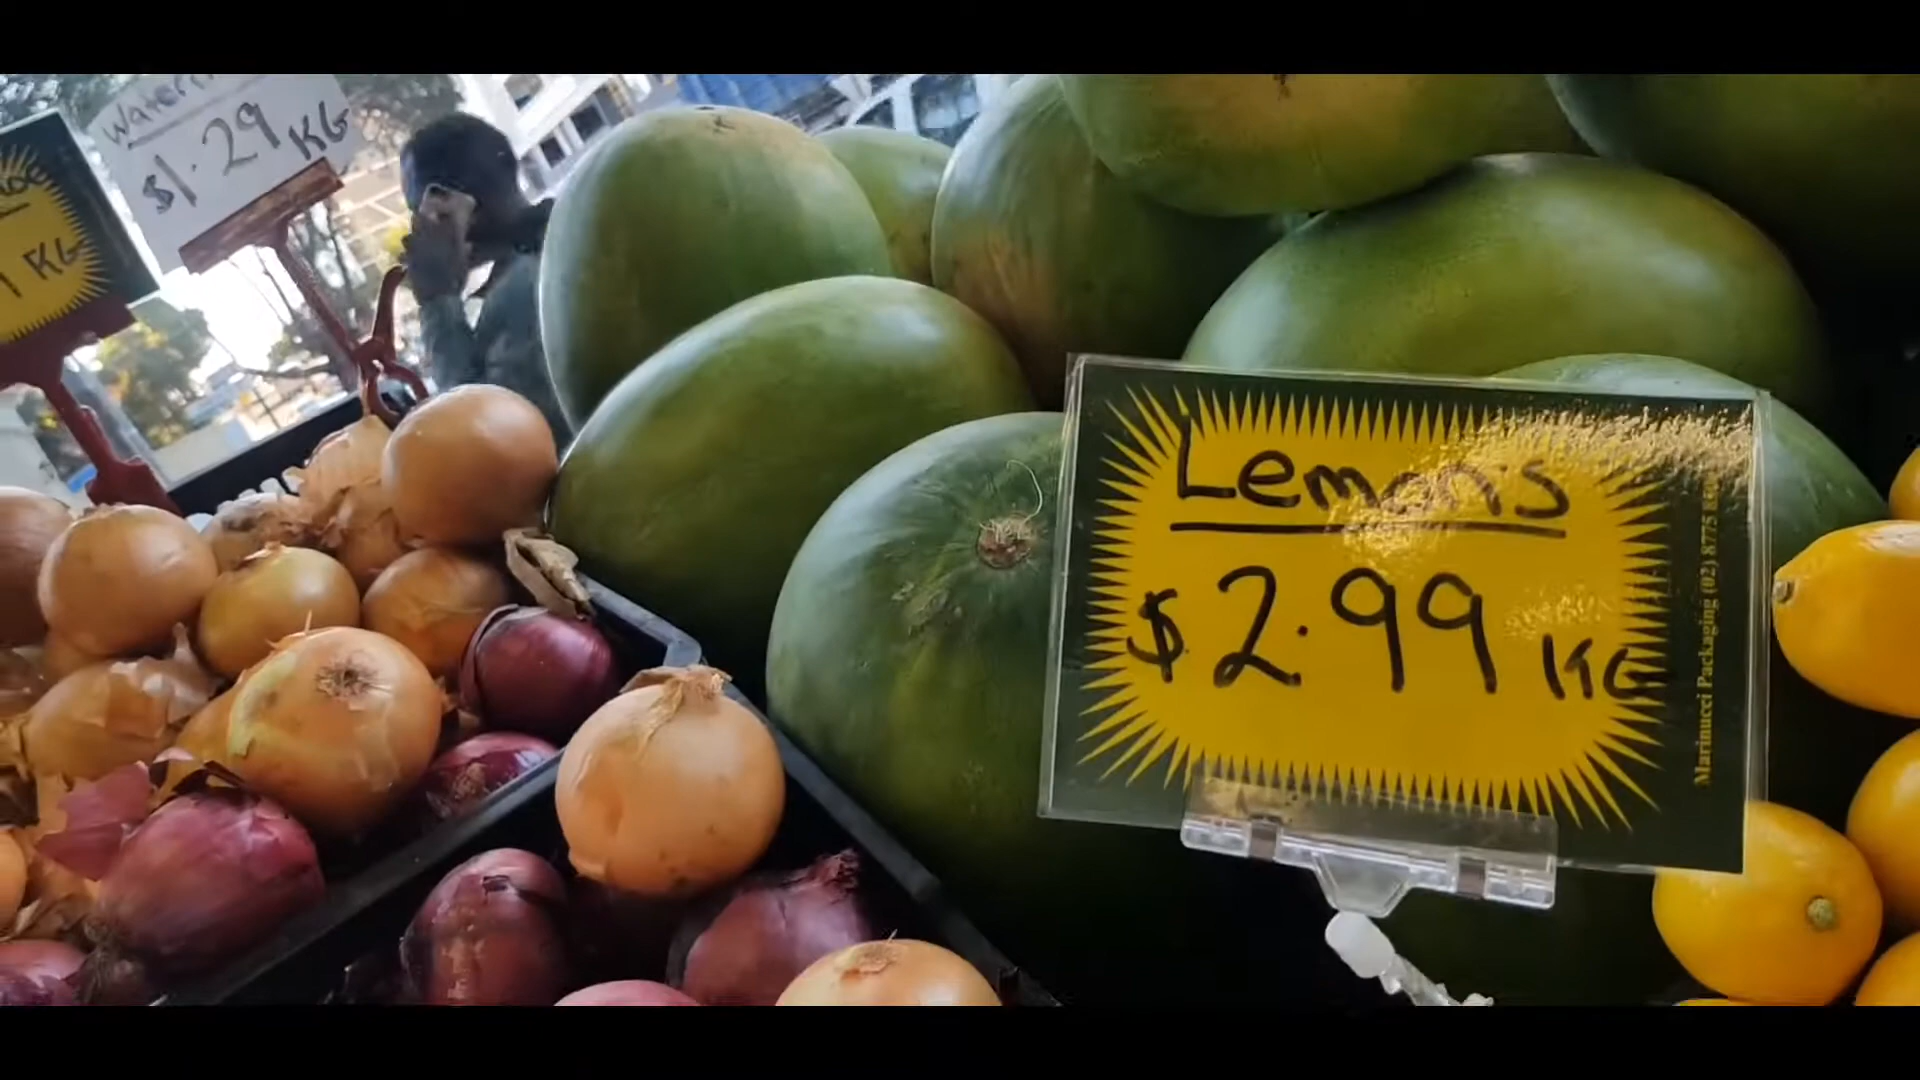 $1.29 KG
KG
Lemons
$2.99 KG
Marinucci Packaging (02) 8775